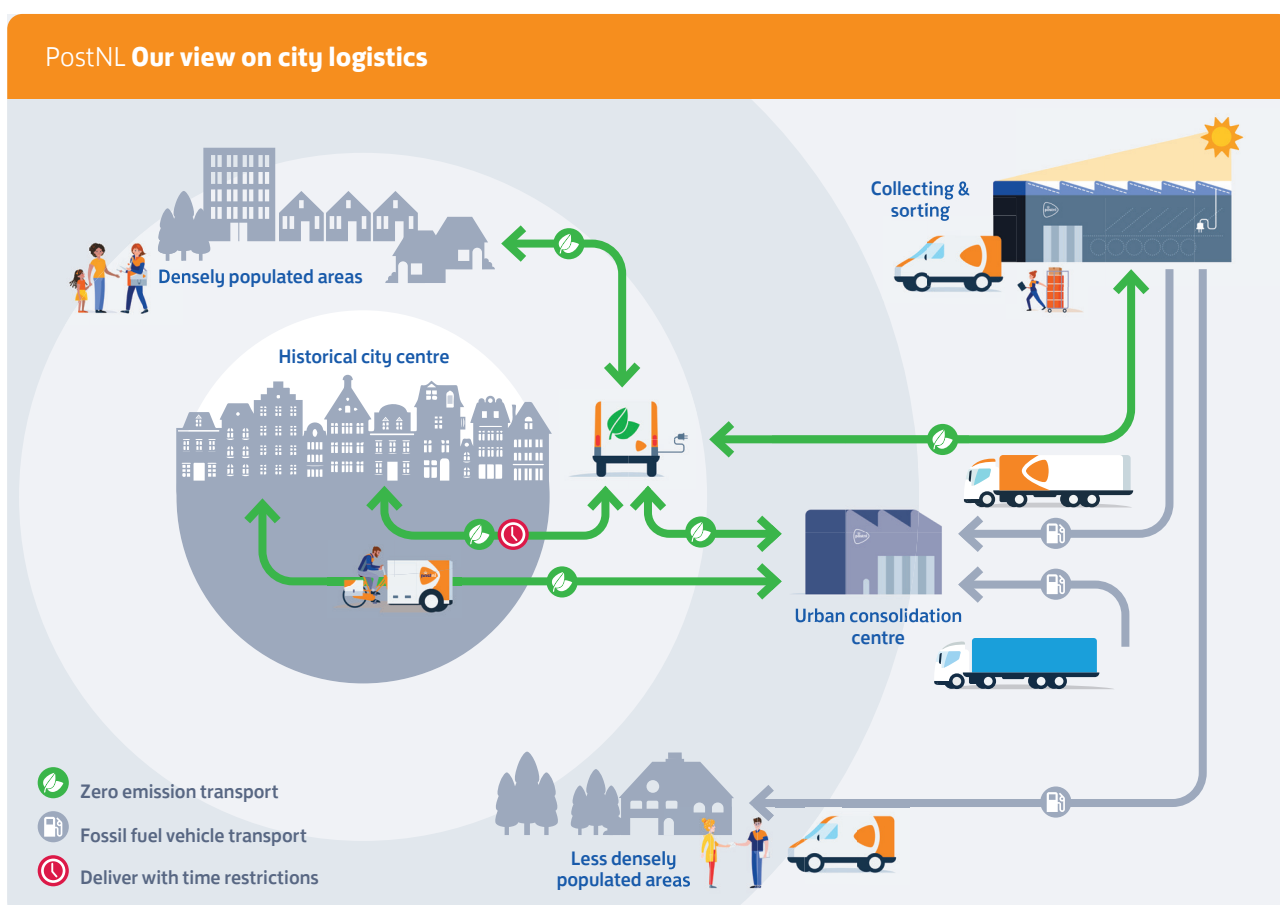 PostNL Our view on city logistics
Collecting &
sorting
Densely populated areas
Historical city centre
Urban consolidation
centre
Zero emission transport
Fossil fuel vehicle transport
Deliver with time restrictions
Less densely
populated areas